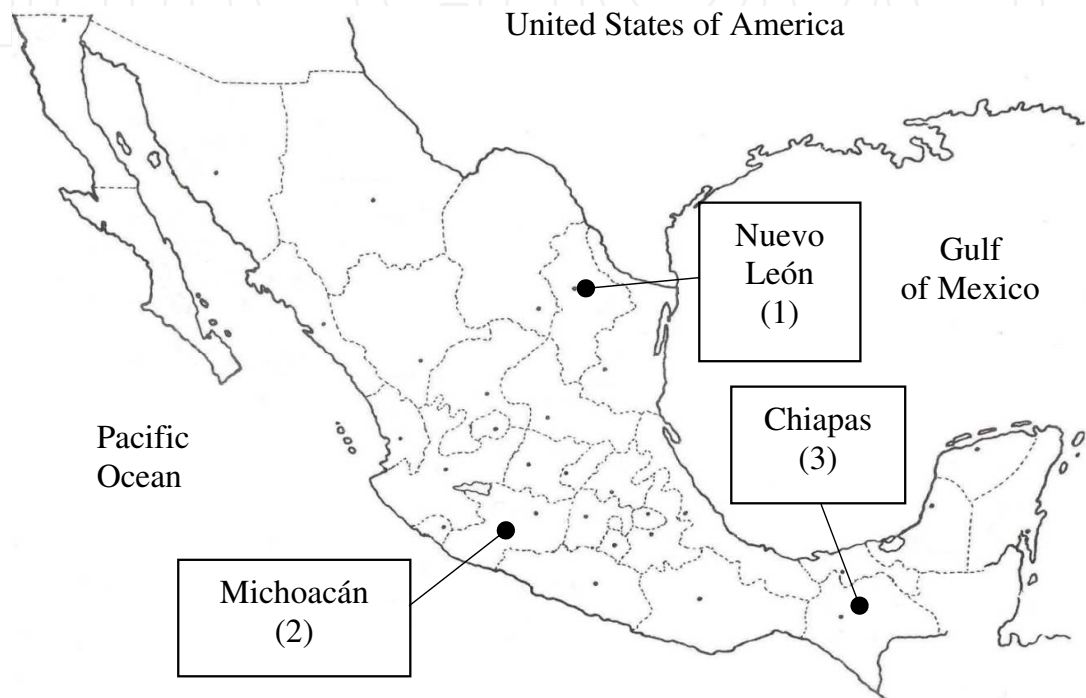 United States of America
Nuevo
León
(1)
Gulf
of Mexico
Chiapas
(3)
Pacific
Ocean
Michoacán
(2)